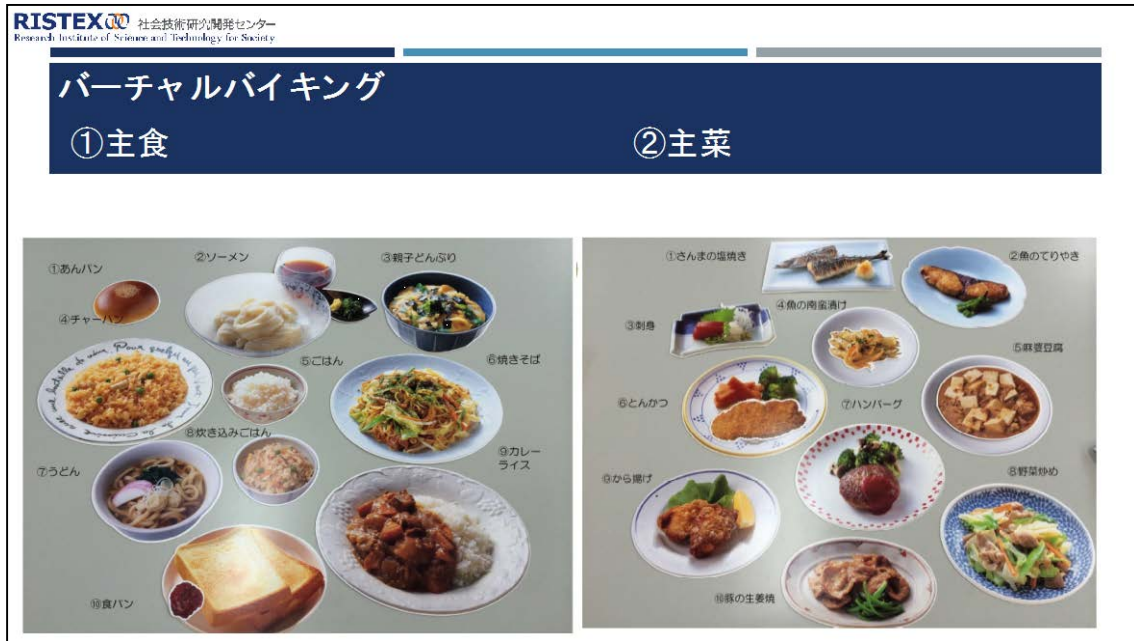 RISTEX 社会技術研究開発センター
Research Institute of Science and Technology for Society
バーチャルバイキング
①主食
②主菜
①あんパン
②ソーメン
③親子どんぶり
④チャーハン
⑤ごはん
⑥焼きそば
⑦うどん
⑧炊き込みごはん
⑨カレー
ライス
⑩食パン
①さんまの塩焼き
②魚のてりやき
③刺身
④魚の南蛮漬け
⑤麻婆豆腐
⑥とんかつ
⑦ハンバーグ
⑧野菜炒め
⑨から揚げ
⑩豚の生姜焼